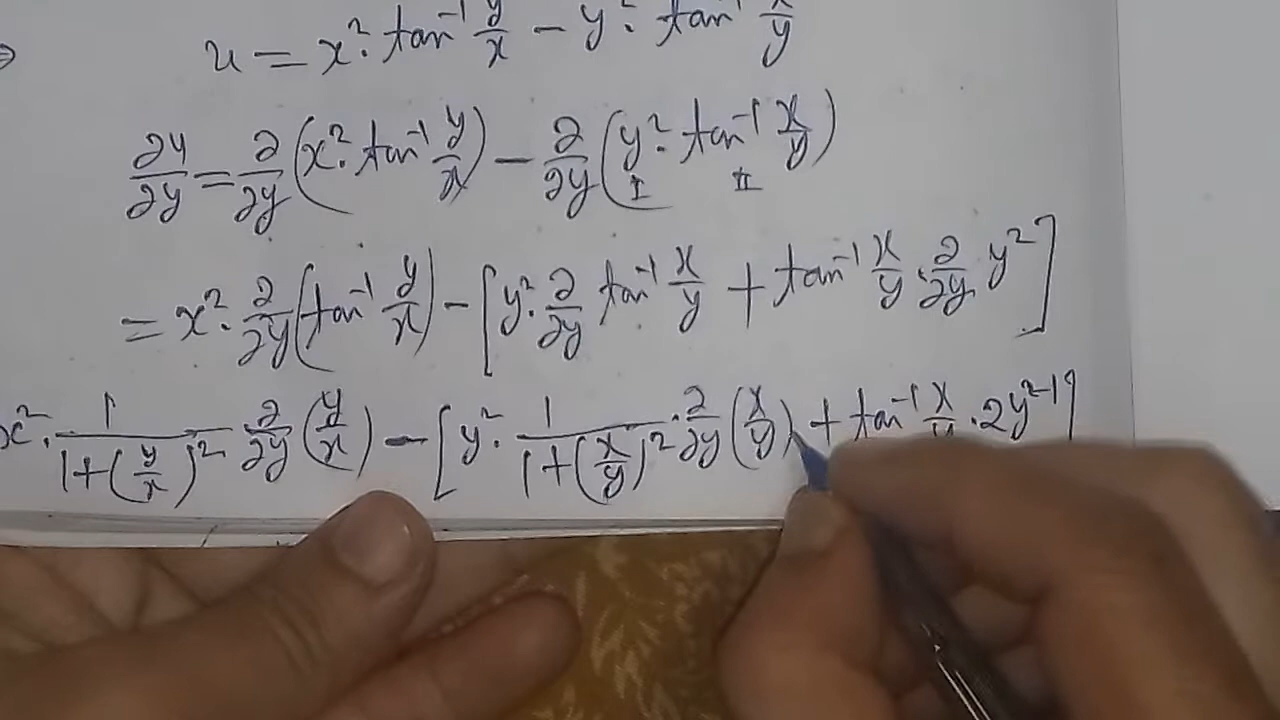 ⇒ u = x². tan⁻¹ y/x − y². tan⁻¹ x/y
∂u/∂y = ∂/∂y (x². tan⁻¹ y/x) − ∂/∂y (y². tan⁻¹ x/y)
I II
= x². ∂/∂y (tan⁻¹ y/x) − [y². ∂/∂y tan⁻¹ x/y + tan⁻¹ x/y . ∂/∂y y²]
x². 1/(1+(y/x)²) ∂/∂y (y/x) − [y². 1/(1+(x/y)²) . ∂/∂y (x/y) + tan⁻¹ x/y . 2y²⁻¹]